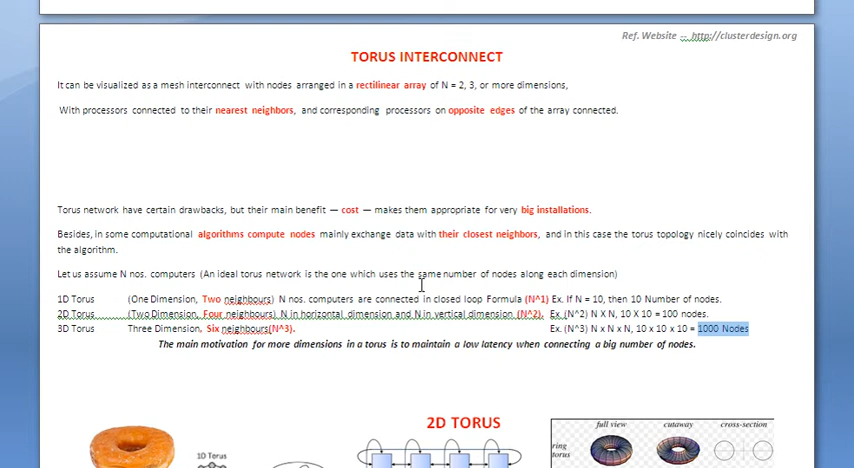 Ref. Website -- http://clusterdesign.org
TORUS INTERCONNECT
It can be visualized as a mesh interconnect with nodes arranged in a rectilinear array of N = 2, 3, or more dimensions,
With processors connected to their nearest neighbors, and corresponding processors on opposite edges of the array connected.
Torus network have certain drawbacks, but their main benefit — cost — makes them appropriate for very big installations.
Besides, in some computational algorithms compute nodes mainly exchange data with their closest neighbors, and in this case the torus topology nicely coincides with
the algorithm.
Let us assume N nos. computers (An ideal torus network is the one which uses the same number of nodes along each dimension)
1D Torus (One Dimension, Two neighbours) N nos. computers are connected in closed loop Formula (N^1) Ex. If N = 10, then 10 Number of nodes.
2D Torus (Two Dimension, Four neighbours) N in horizontal dimension and N in vertical dimension (N^2). Ex. (N^2) N X N, 10 X 10 = 100 nodes.
3D Torus Three Dimension, Six neighbours(N^3). Ex. (N^3) N x N x N, 10 x 10 x 10 = 1000 Nodes
The main motivation for more dimensions in a torus is to maintain a low latency when connecting a big number of nodes.
2D TORUS
full view cutaway cross-section
1D Torus
ring
torus